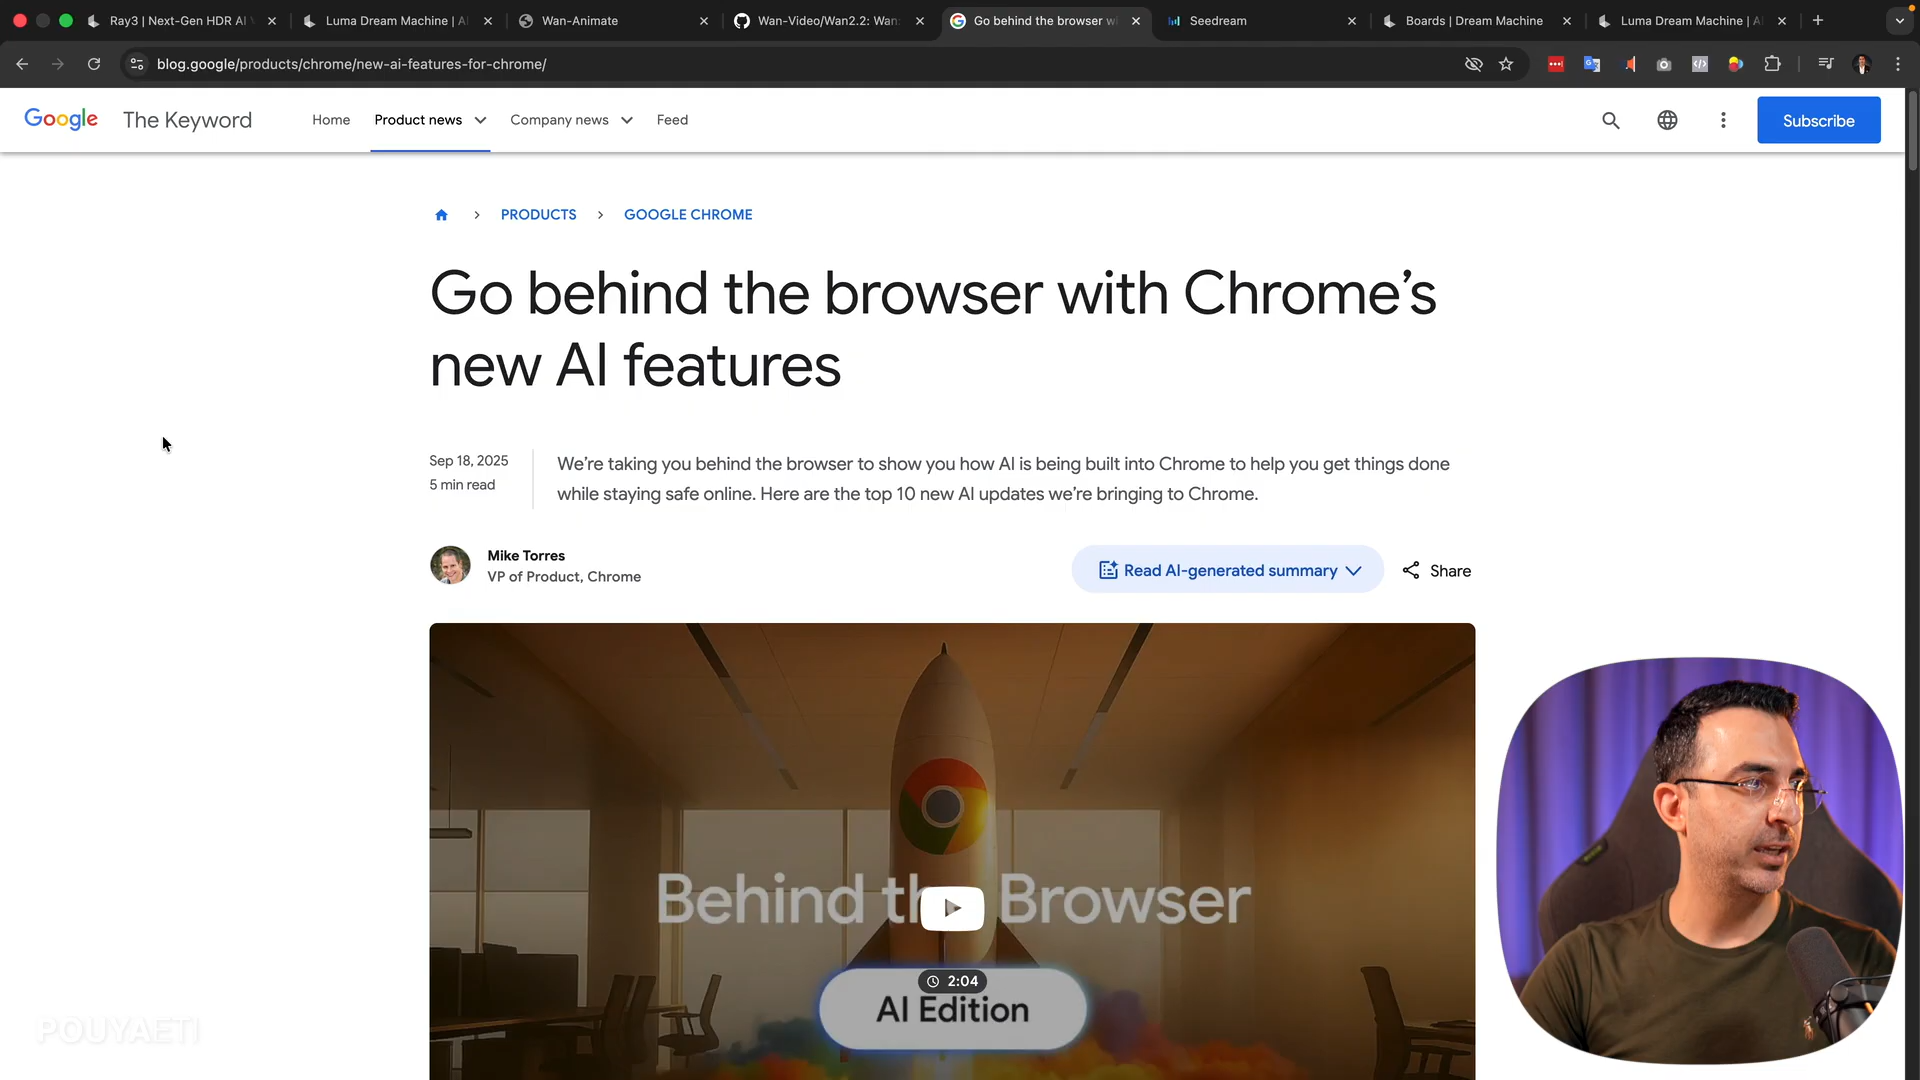 Ray3 | Next-Gen HDR AI
Luma Dream Machine | AI
Wan-Animate
Wan-Video/Wan2.2: Wan:
Go behind the browser wi
Seedream
Boards | Dream Machine
Luma Dream Machine | A
blog.google/products/chrome/new-ai-features-for-chrome/
Google
The Keyword
Home
Product news
Company news
Feed
Subscribe
PRODUCTS
GOOGLE CHROME
Go behind the browser with Chrome’s
new AI features
Sep 18, 2025
5 min read
We’re taking you behind the browser to show you how AI is being built into Chrome to help you get things done
while staying safe online. Here are the top 10 new AI updates we’re bringing to Chrome.
Mike Torres
VP of Product, Chrome
Read AI-generated summary
Share
Behind the Browser
2:04
AI Edition
POUYAETI